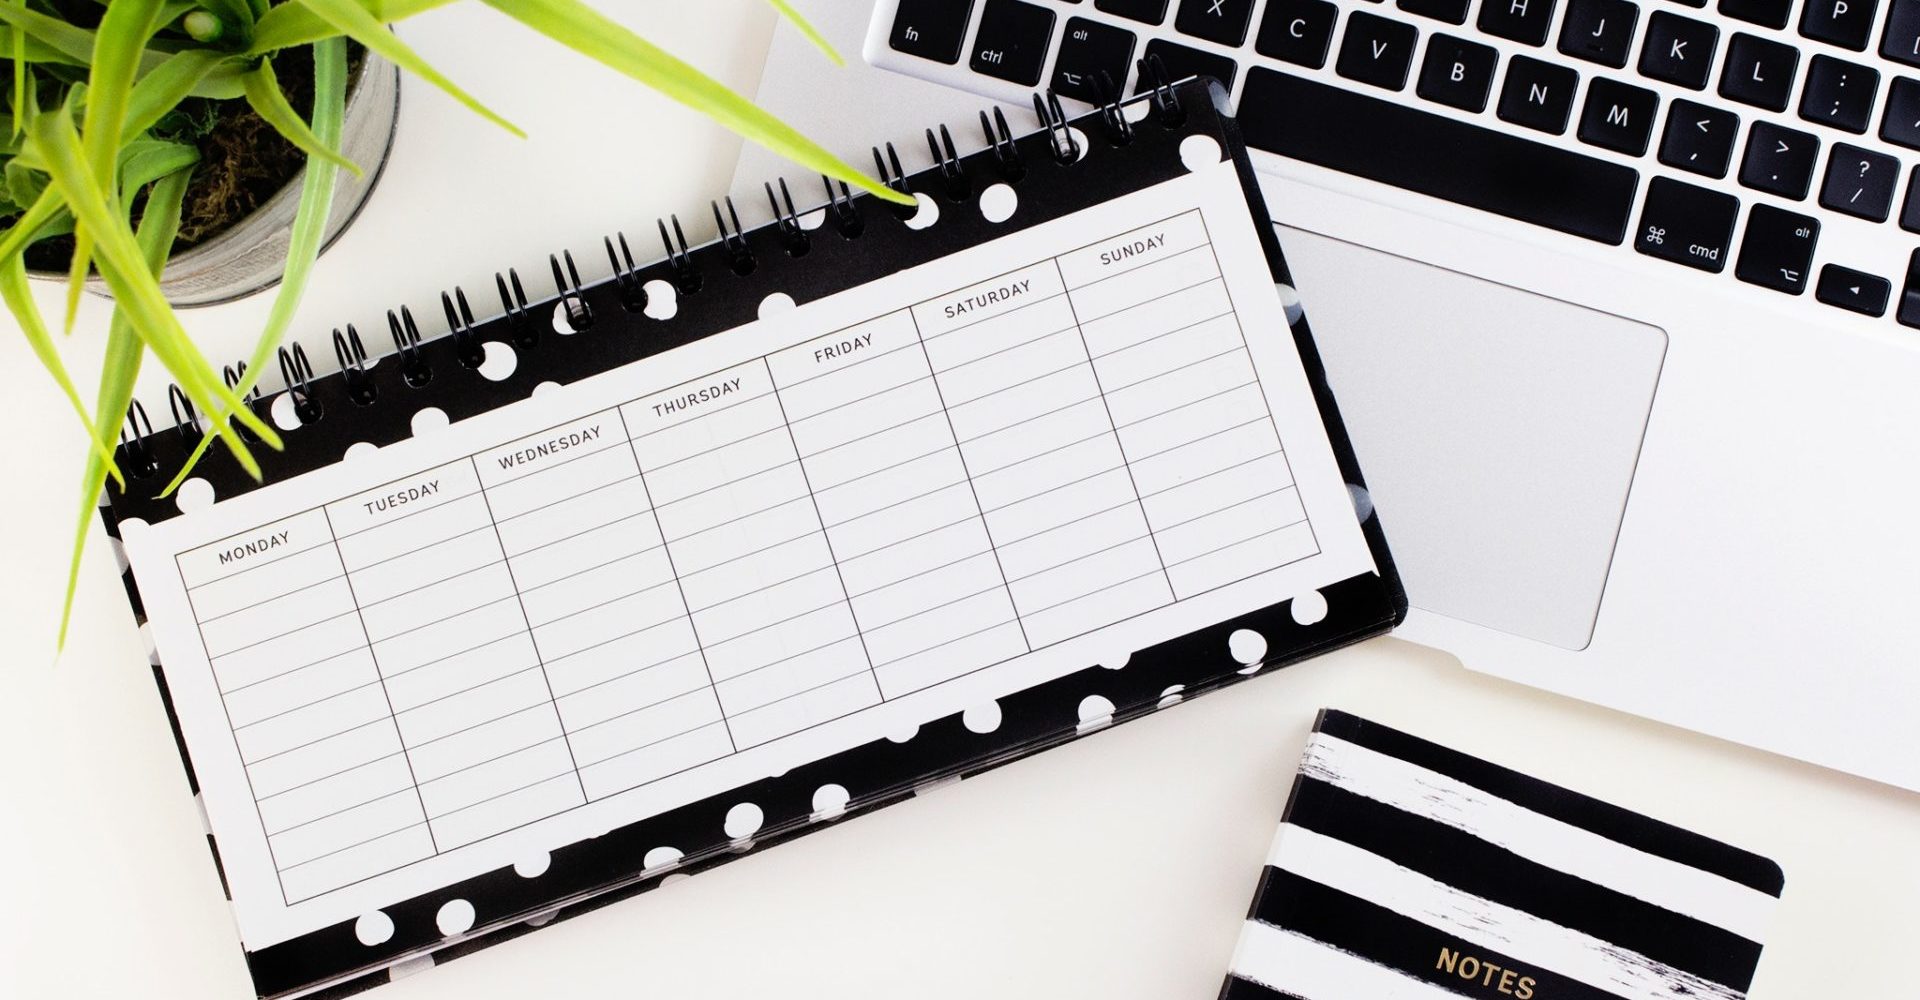 fn ctrl alt ⌥
X C V B N M < , > . ? /
H J K L : ;
P
⌘ cmd alt ⌥ ◂
MONDAY TUESDAY WEDNESDAY THURSDAY FRIDAY SATURDAY SUNDAY
NOTES